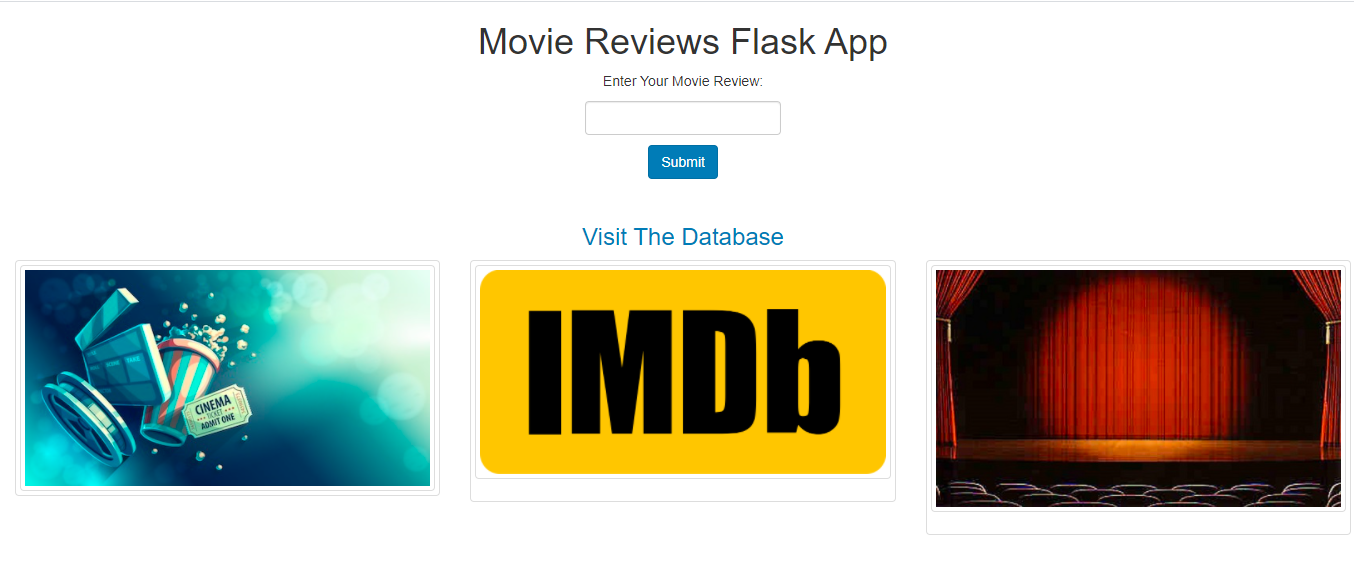 Movie Reviews Flask App
Enter Your Movie Review:
Submit
Visit The Database
CINEMA
TICKET
ADMIT ONE
IMDb